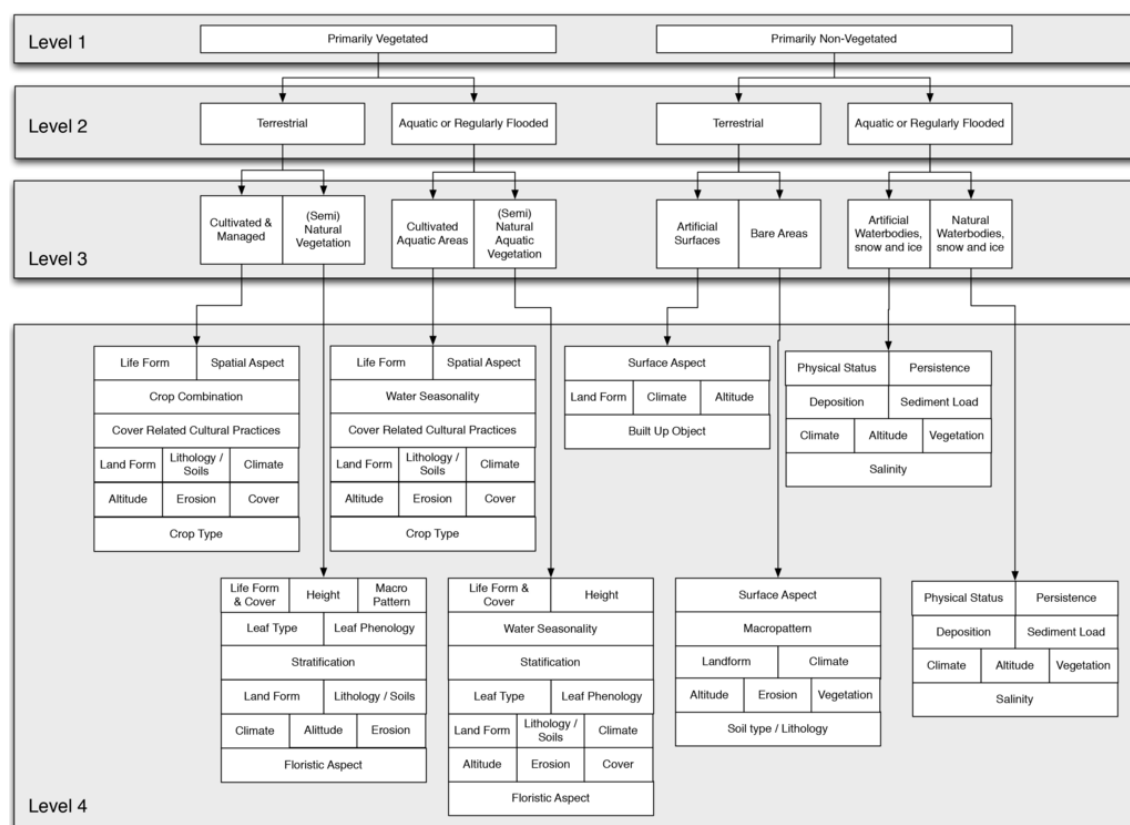 Level 1
Primarily Vegetated
Primarily Non-Vegetated
Level 2
Terrestrial
Aquatic or Regularly Flooded
Terrestrial
Aquatic or Regularly Flooded
Level 3
Cultivated &
Managed
(Semi)
Natural
Vegetation
Cultivated
Aquatic Areas
(Semi)
Natural
Aquatic
Vegetation
Artificial
Surfaces
Bare Areas
Artificial
Waterbodies,
snow and ice
Natural
Waterbodies,
snow and ice
Life Form
Spatial Aspect
Crop Combination
Cover Related Cultural Practices
Land Form
Lithology /
Soils
Climate
Altitude
Erosion
Cover
Crop Type
Life Form
Spatial Aspect
Water Seasonality
Cover Related Cultural Practices
Land Form
Lithology /
Soils
Climate
Altitude
Erosion
Cover
Crop Type
Surface Aspect
Land Form
Climate
Altitude
Built Up Object
Physical Status
Persistence
Deposition
Sediment Load
Climate
Altitude
Vegetation
Salinity
Life Form
& Cover
Height
Macro
Pattern
Leaf Type
Leaf Phenology
Stratification
Land Form
Lithology / Soils
Climate
Alittude
Erosion
Floristic Aspect
Life Form &
Cover
Height
Water Seasonality
Statification
Leaf Type
Leaf Phenology
Land Form
Lithology /
Soils
Climate
Altitude
Erosion
Cover
Floristic Aspect
Surface Aspect
Macropattern
Landform
Climate
Altitude
Erosion
Vegetation
Soil type / Lithology
Physical Status
Persistence
Deposition
Sediment Load
Climate
Altitude
Vegetation
Salinity
Level 4